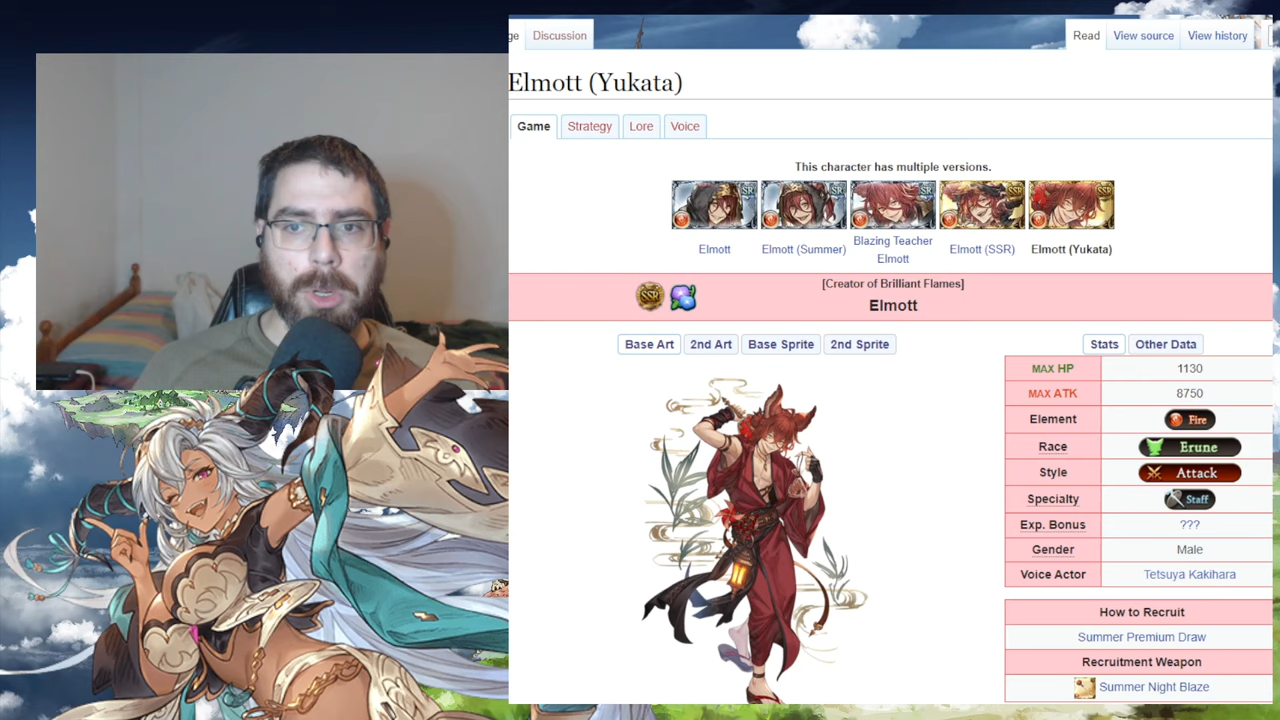 ge Discussion Read View source View history
Elmott (Yukata)
Game Strategy Lore Voice
This character has multiple versions.
SR SR SR SSR SSR
Elmott Elmott (Summer) Blazing Teacher Elmott Elmott (SSR) Elmott (Yukata)
[Creator of Brilliant Flames]
SSR Elmott
Base Art 2nd Art Base Sprite 2nd Sprite
Stats Other Data
MAX HP 1130
MAX ATK 8750
Element Fire
Race Erune
Style Attack
Specialty Staff
Exp. Bonus ???
Gender Male
Voice Actor Tetsuya Kakihara
How to Recruit
Summer Premium Draw
Recruitment Weapon
Summer Night Blaze